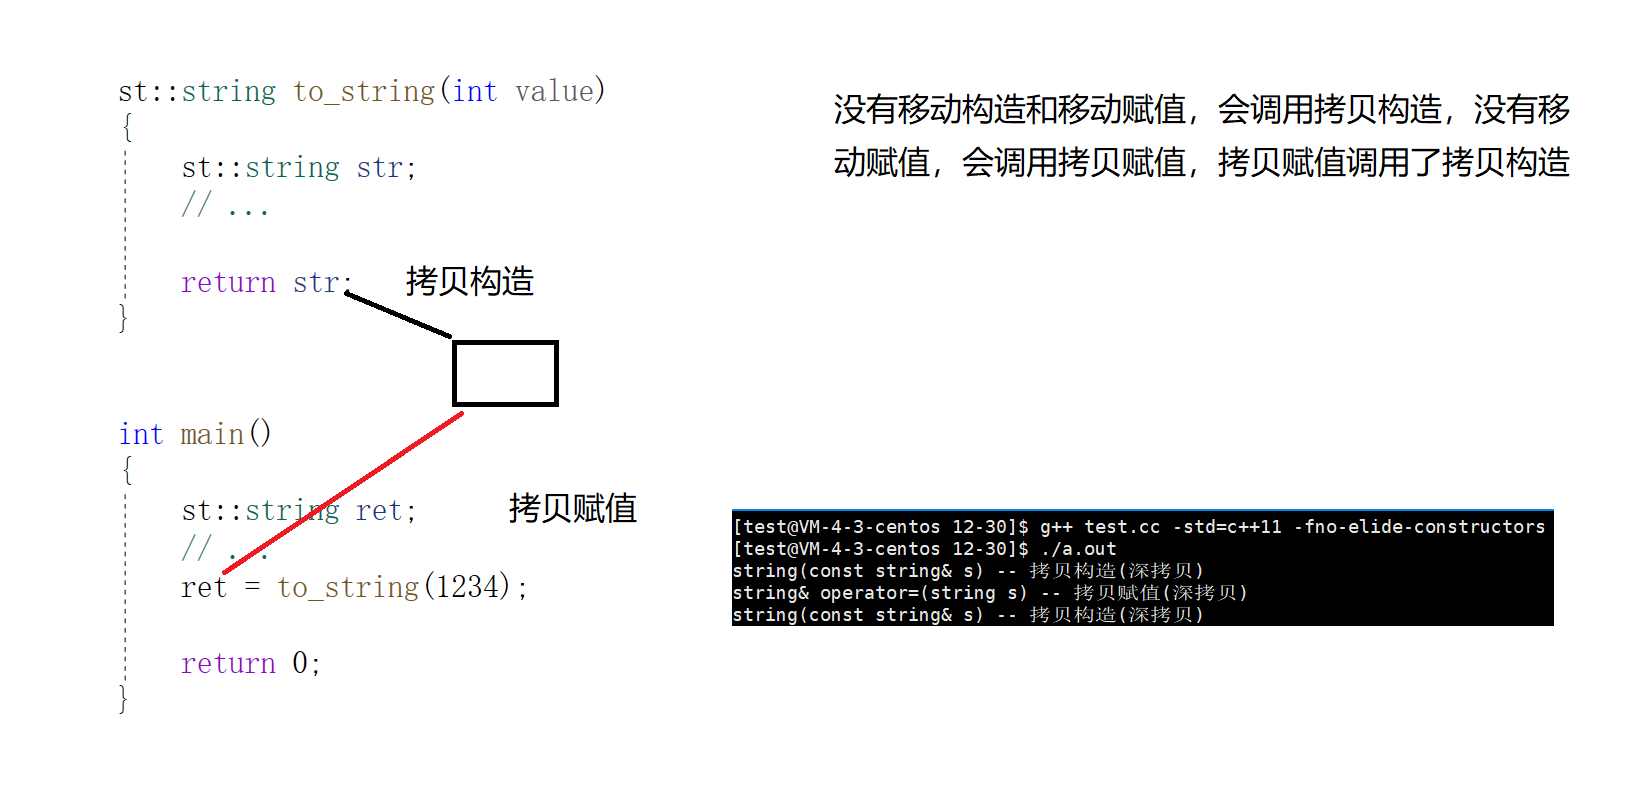 st::string to_string(int value)
{
st::string str;
// ...
return str;
}
拷贝构造
int main()
{
st::string ret;
// ...
ret = to_string(1234);
return 0;
}
拷贝赋值
没有移动构造和移动赋值，会调用拷贝构造，没有移
动赋值，会调用拷贝赋值，拷贝赋值调用了拷贝构造
[test@VM-4-3-centos 12-30]$ g++ test.cc -std=c++11 -fno-elide-constructors
[test@VM-4-3-centos 12-30]$ ./a.out
string(const string& s) -- 拷贝构造(深拷贝)
string& operator=(string s) -- 拷贝赋值(深拷贝)
string(const string& s) -- 拷贝构造(深拷贝)